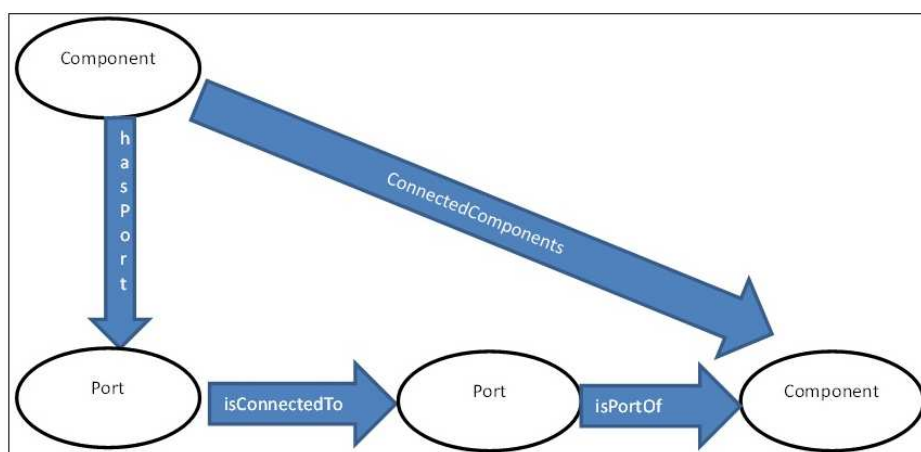 Component
hasPort
ConnectedComponents
Port
isConnectedTo
Port
isPortOf
Component